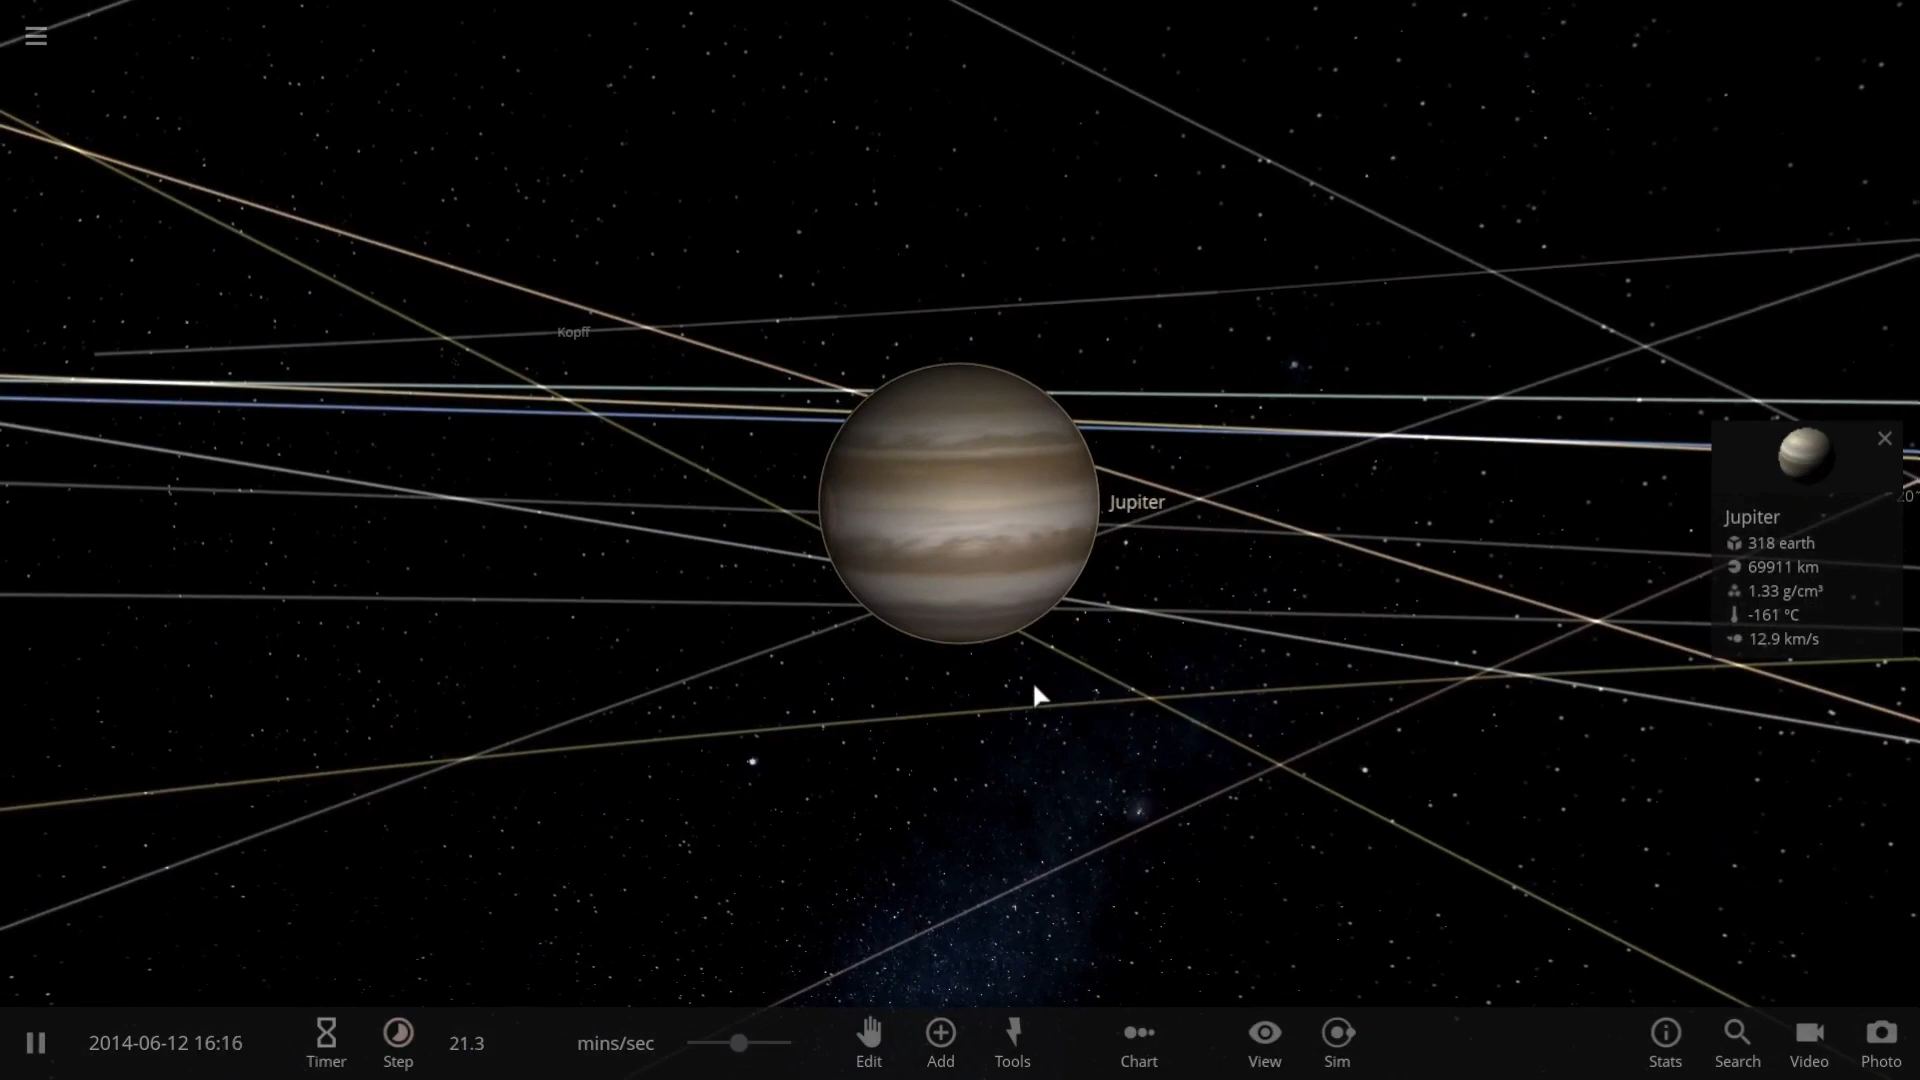 Kopff
Jupiter
20°
Jupiter
318 earth
69911 km
1.33 g/cm³
-161 °C
12.9 km/s
2014-06-12 16:16
Timer
Step
21.3
mins/sec
Edit
Add
Tools
Chart
View
Sim
Stats
Search
Video
Photo